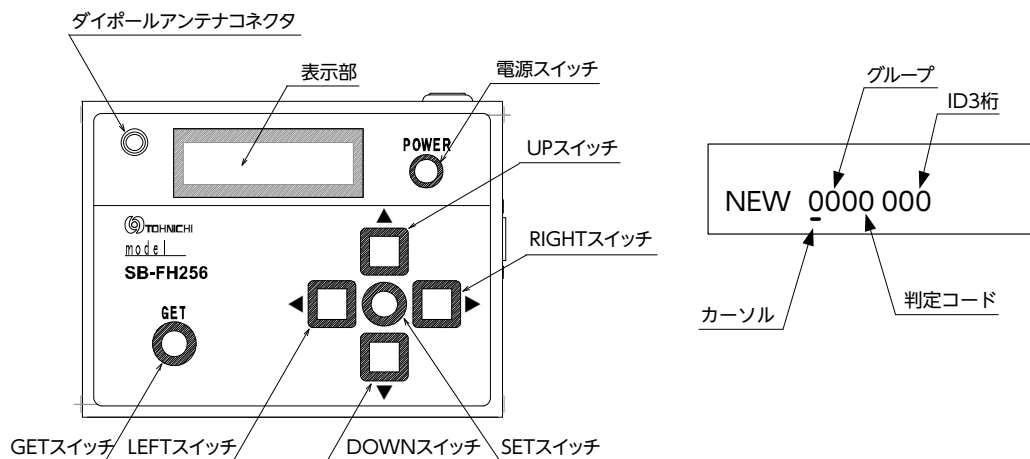 ダイポールアンテナコネクタ
表示部
電源スイッチ
POWER
UPスイッチ
TOHNICHI
model
SB-FH256
RIGHTスイッチ
GET
GETスイッチ
LEFTスイッチ
DOWNスイッチ
SETスイッチ
グループ
ID3桁
NEW 0000 000
カーソル
判定コード